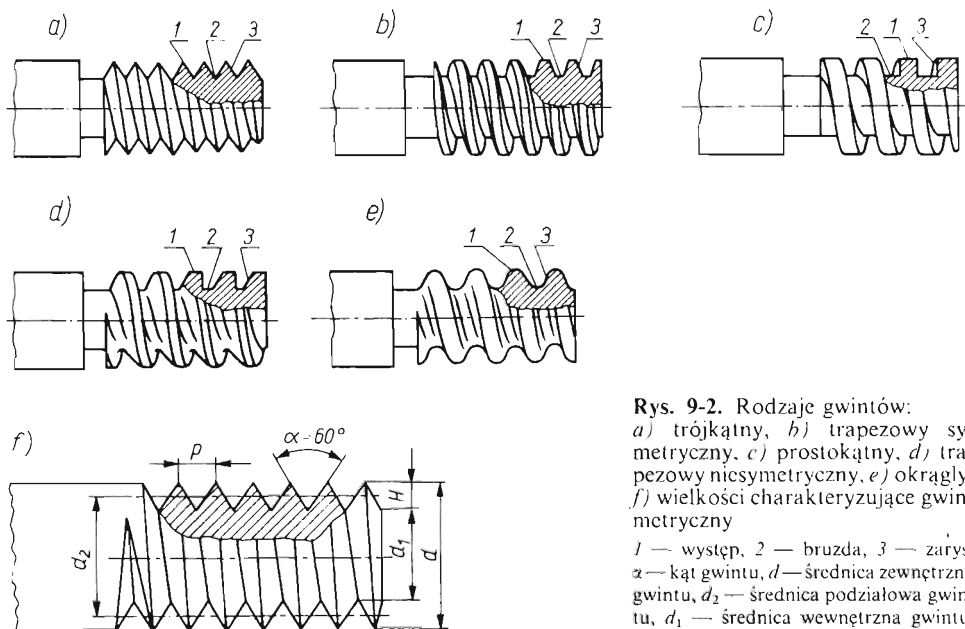 a)
1 2 3
b)
1 2 3
c)
2 1 3
d)
1 2 3
e)
1 2 3
f)
P
α=60°
H
d₂
d₁
d
Rys. 9-2. Rodzaje gwintów:
a) trójkątny, b) trapezowy sy-
metryczny, c) prostokątny, d) tra-
pezowy niesymetryczny, e) okrągły
f) wielkości charakteryzujące gwin
metryczny
1 — występ, 2 — bruzda, 3 — zarys
α — kąt gwintu, d — średnica zewnętrzn
gwintu, d₂ — średnica podziałowa gwin
tu, d₁ — średnica wewnętrzna gwintu